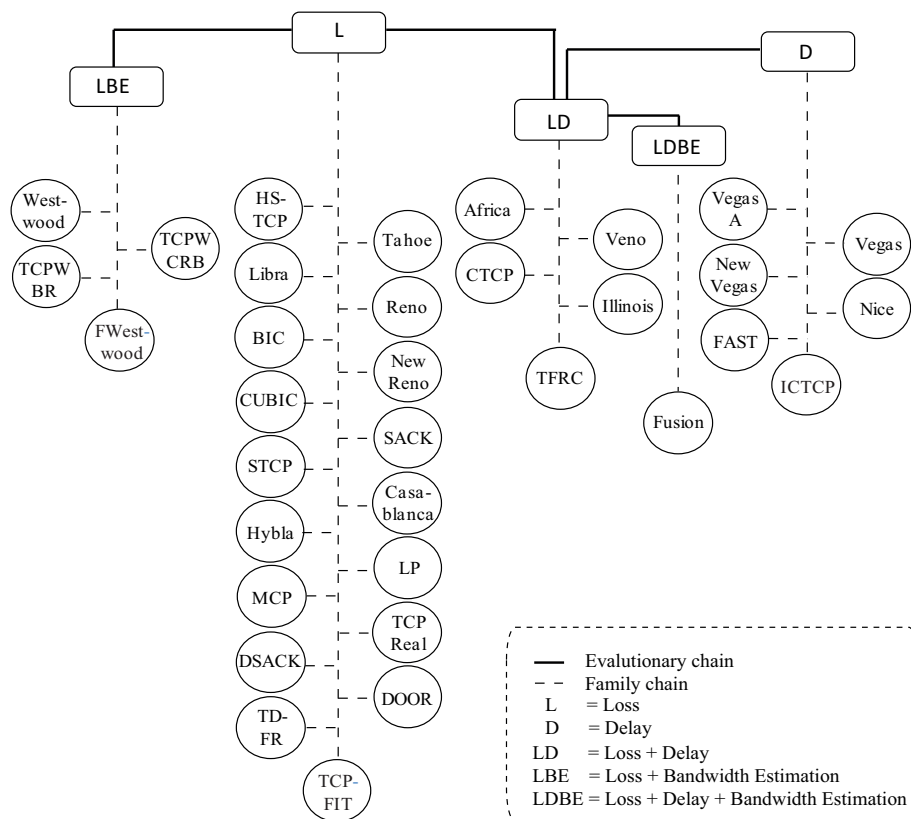 L
D
LBE
LD
LDBE
West-
wood
TCPW
CRB
TCPW
BR
FWest-
wood
HS-
TCP
Tahoe
Libra
Reno
BIC
New
Reno
CUBIC
SACK
STCP
Casa-
blanca
Hybla
LP
MCP
TCP
Real
DSACK
DOOR
TD-
FR
TCP-
FIT
Africa
Veno
CTCP
Illinois
TFRC
Fusion
Vegas
A
Vegas
New
Vegas
Nice
FAST
ICTCP
Evalutionary chain
Family chain
L = Loss
D = Delay
LD = Loss + Delay
LBE = Loss + Bandwidth Estimation
LDBE = Loss + Delay + Bandwidth Estimation